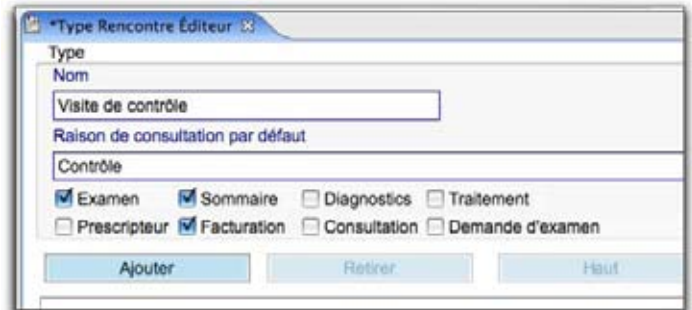 *Type Rencontre Éditeur
Type
Nom
Visite de contrôle
Raison de consultation par défaut
Contrôle
Examen Sommaire Diagnostics Traitement
Prescripteur Facturation Consultation Demande d'examen
Ajouter Retirer Haut